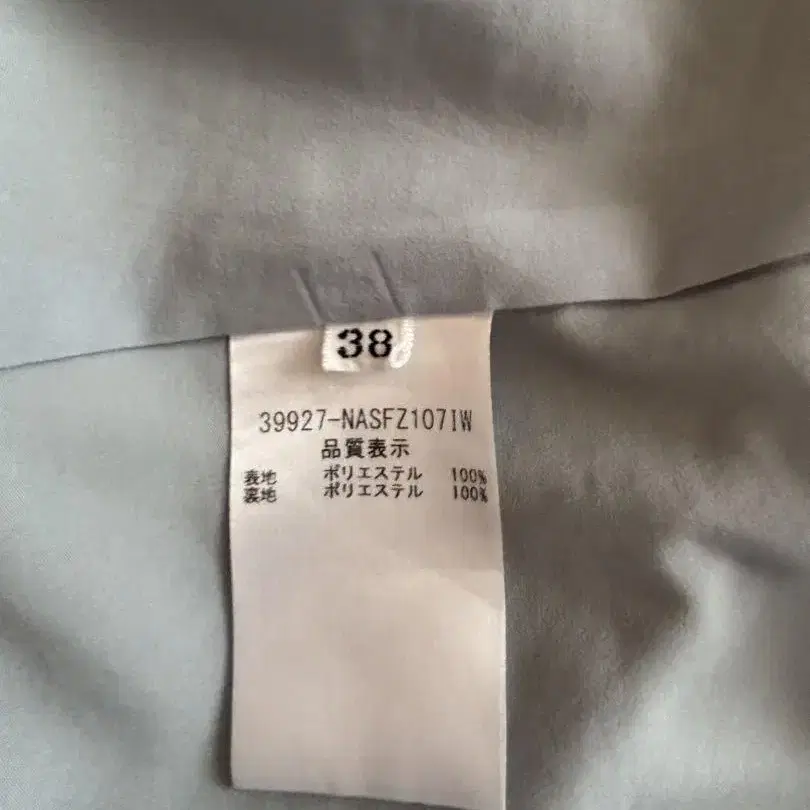 38
39927-NASFZ107IW
品質表示
表地 ポリエステル 100%
裏地 ポリエステル 100%